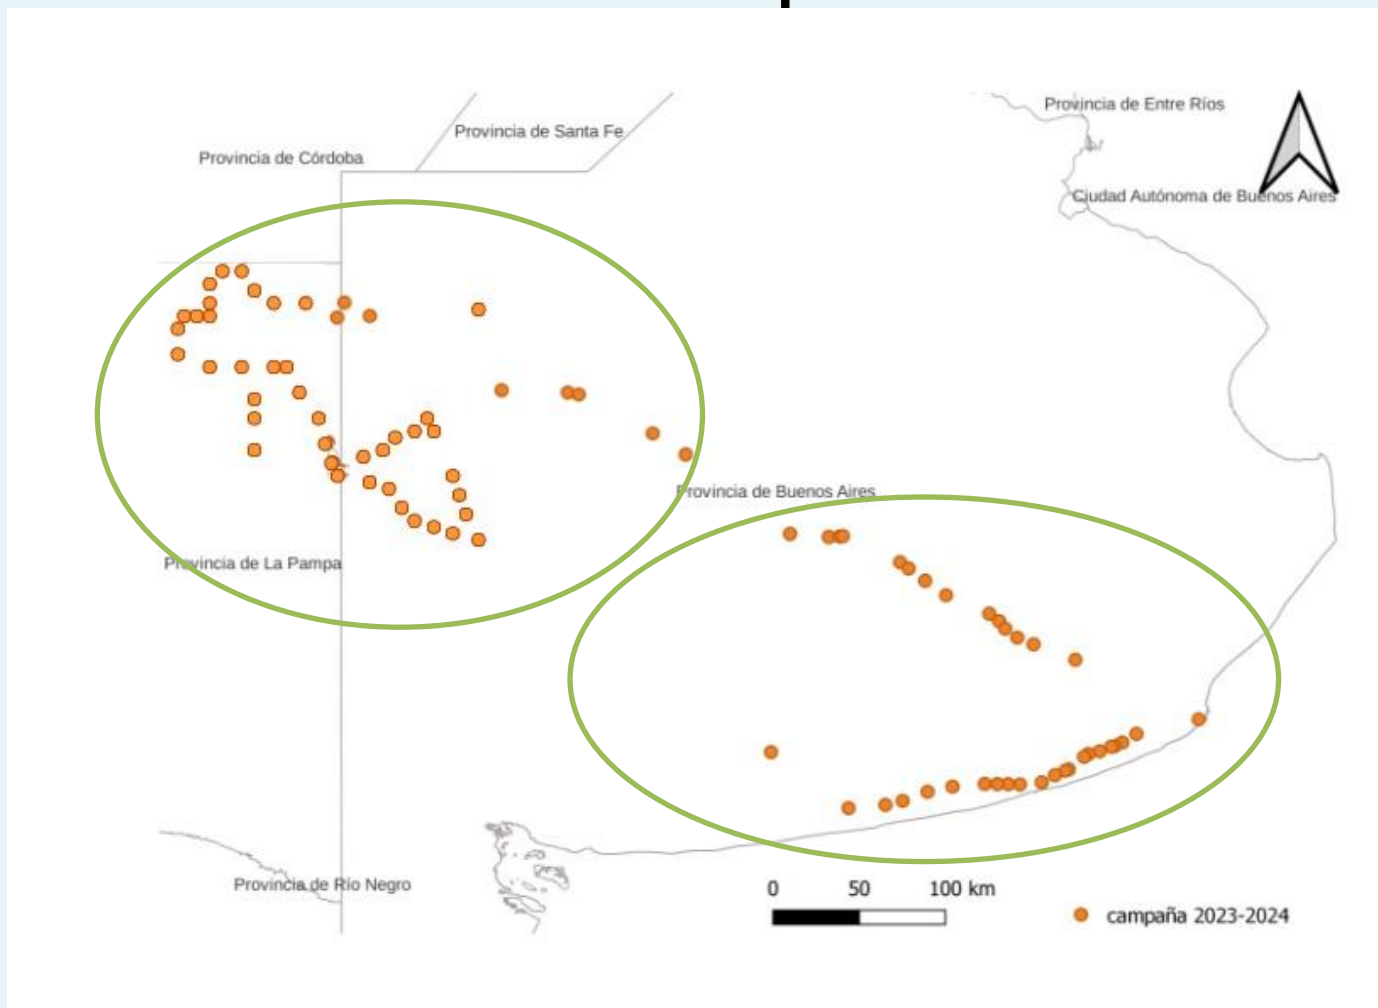 Provincia de Entre Ríos
Provincia de Santa Fe
Provincia de Córdoba
Ciudad Autónoma de Buenos Aires
Provincia de Buenos Aires
Provincia de La Pampa
Provincia de Río Negro
0 50 100 km
campaña 2023-2024